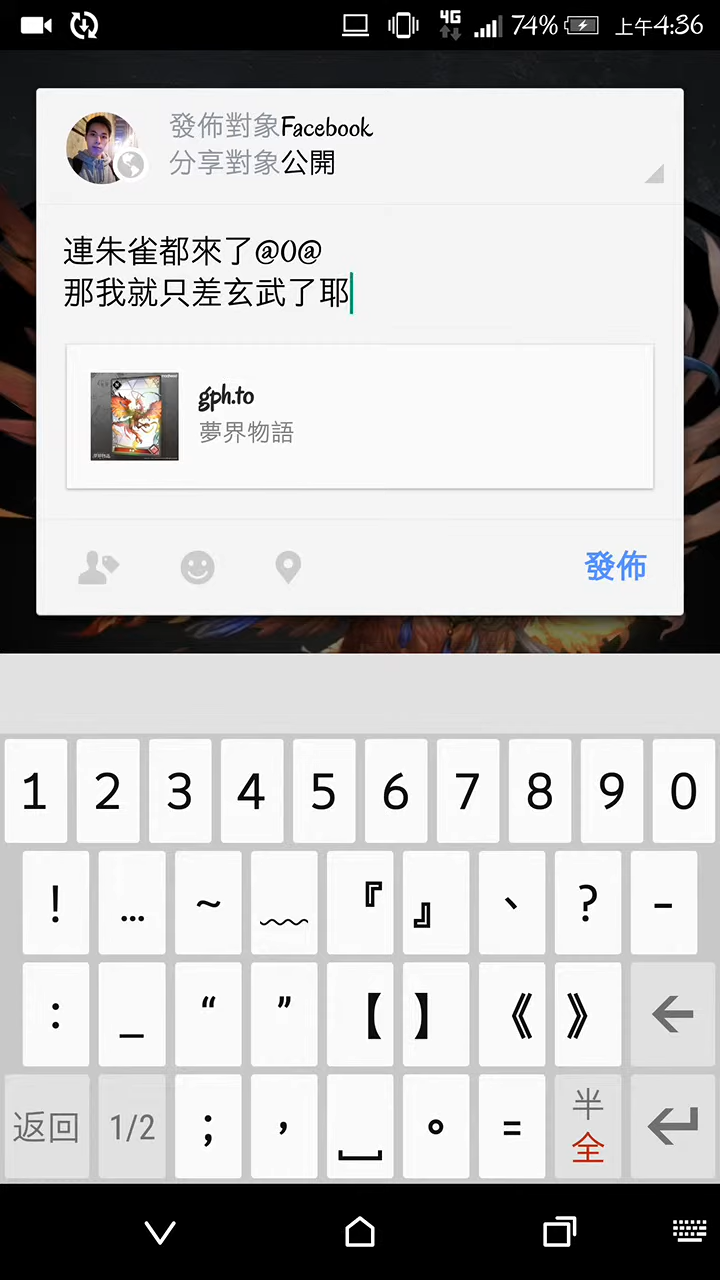 4G 74% 上午4:36
發佈對象Facebook
分享對象公開
連朱雀都來了@0@
那我就只差玄武了耶
gph.to
夢界物語
發佈
1 2 3 4 5 6 7 8 9 0
! … ~ ﹏ 『 』 、 ? -
: _ “ ” 【 】 《 》 ←
返回 1/2 ; , ⎵ 。 = 半
全